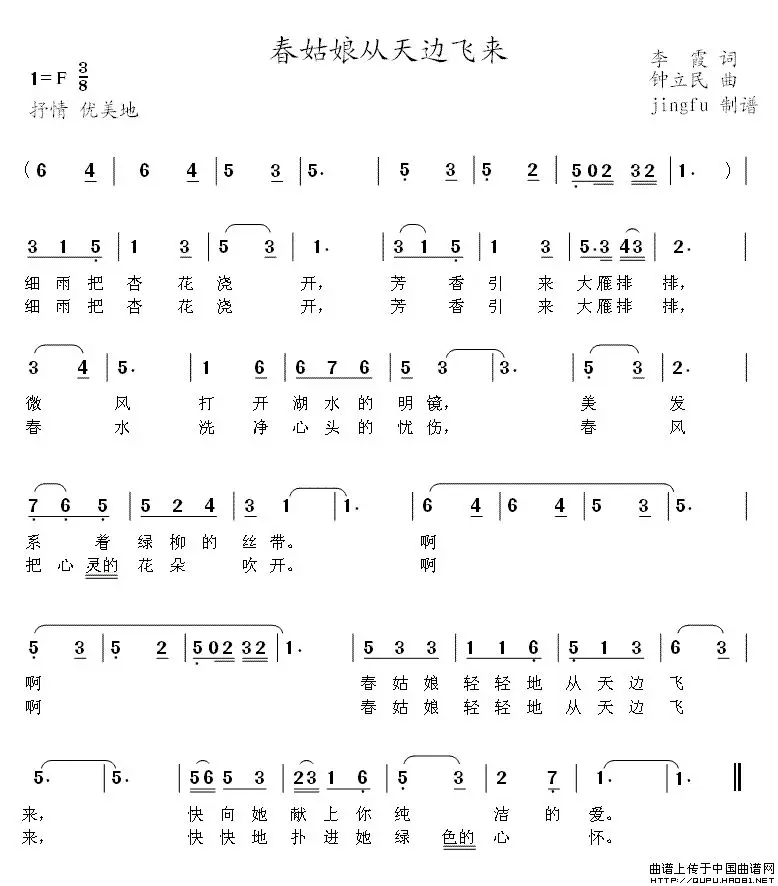 春姑娘从天边飞来
1=F 3/8
李 霞 词
钟立民 曲
抒情 优美地
jingfu 制谱
( 6 4 | 6 4 | 5 3 | 5. | 5 3 | 5 2 | 502 32 | 1. ) |
3 1 5 | 1 3 | 5 3 | 1. | 3 1 5 | 1 3 | 5.3 43 | 2. |
细 雨 把 杏 花 浇 开, 芳 香 引 来 大 雁 排 排,
细 雨 把 杏 花 浇 开, 芳 香 引 来 大 雁 排 排,
3 4 | 5. | 1 6 | 6 7 6 | 5 3 | 3. | 5 3 | 2. |
微 风 打 开 湖 水 的 明 镜, 美 发
春 水 洗 净 心 头 的 忧 伤, 春 风
7 6 5 | 5 2 4 | 3 1 | 1. | 6 4 | 6 4 | 5 3 | 5. |
系 着 绿 柳 的 丝 带。 啊
把 心 灵的 花 朵 吹 开。 啊
5 3 | 5 2 | 502 32 | 1. | 5 3 3 | 1 1 6 | 5 1 3 | 6 3 |
啊 春 姑 娘 轻 轻 地 从 天 边 飞
啊 春 姑 娘 轻 轻 地 从 天 边 飞
5. | 5. | 56 5 3 | 23 1 6 | 5 3 | 2 7 | 1. | 1. ‖
来, 快 向 她 献 上 你 纯 洁 的 爱。
来, 快 快 地 扑 进 她 绿 色的 心 怀。
曲谱上传于中国曲谱网
HTTP://QUPU.HAO81.NET